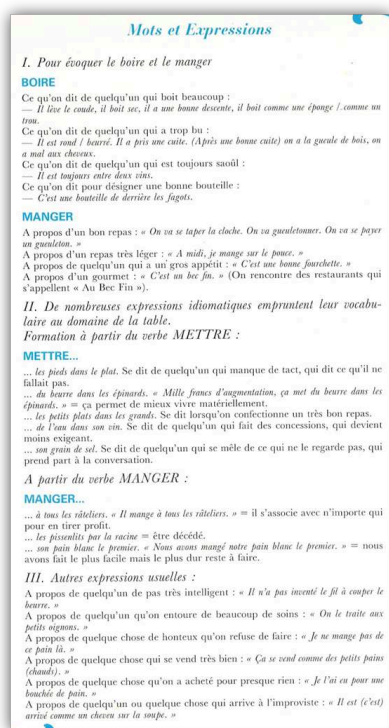 Mots et Expressions
I. Pour évoquer le boire et le manger
BOIRE
Ce qu'on dit de quelqu'un qui boit beaucoup :
— Il lève le coude, il boit sec, il a une bonne descente, il boit comme une éponge / comme un
trou.
Ce qu'on dit de quelqu'un qui a trop bu :
— Il est rond / beurré. Il a pris une cuite. (Après une bonne cuite) on a la gueule de bois, on
a mal aux cheveux.
Ce qu'on dit de quelqu'un qui est toujours saoûl :
— Il est toujours entre deux vins.
Ce qu'on dit pour désigner une bonne bouteille :
— C'est une bouteille de derrière les fagots.
MANGER
A propos d'un bon repas : « On va se taper la cloche. On va gueuletonner. On va se payer
un gueuleton. »
A propos d'un repas très léger : « A midi, je mange sur le pouce. »
A propos de quelqu'un qui a un gros appétit : « C'est une bonne fourchette. »
A propos d'un gourmet : « C'est un bec fin. » (On rencontre des restaurants qui
s'appellent « Au Bec Fin »).
II. De nombreuses expressions idiomatiques empruntent leur vocabu-
laire au domaine de la table.
Formation à partir du verbe METTRE :
METTRE...
... les pieds dans le plat. Se dit de quelqu'un qui manque de tact, qui dit ce qu'il ne
fallait pas.
... du beurre dans les épinards. « Mille francs d'augmentation, ça met du beurre dans les
épinards. » = ça permet de mieux vivre matériellement.
... les petits plats dans les grands. Se dit lorsqu'on confectionne un très bon repas.
... de l'eau dans son vin. Se dit de quelqu'un qui fait des concessions, qui devient
moins exigeant.
... son grain de sel. Se dit de quelqu'un qui se mêle de ce qui ne le regarde pas, qui
prend part à la conversation.
A partir du verbe MANGER :
MANGER...
... à tous les râteliers. « Il mange à tous les râteliers. » = il s'associe avec n'importe qui
pour en tirer profit.
... les pissenlits par la racine = être décédé.
... son pain blanc le premier. « Nous avons mangé notre pain blanc le premier. » = nous
avons fait le plus facile mais le plus dur reste à faire.
III. Autres expressions usuelles :
A propos de quelqu'un de pas très intelligent : « Il n'a pas inventé le fil à couper le
beurre. »
A propos de quelqu'un qu'on entoure de beaucoup de soins : « On le traite aux
petits oignons. »
A propos de quelque chose de honteux qu'on refuse de faire : « Je ne mange pas de
ce pain là. »
A propos de quelque chose qui se vend très bien : « Ça se vend comme des petits pains
(chauds). »
A propos de quelque chose qu'on a acheté pour presque rien : « Je l'ai eu pour une
bouchée de pain. »
A propos de quelqu'un ou quelque chose qui arrive à l'improviste : « Il est (c'est)
arrivé comme un cheveu sur la soupe. »